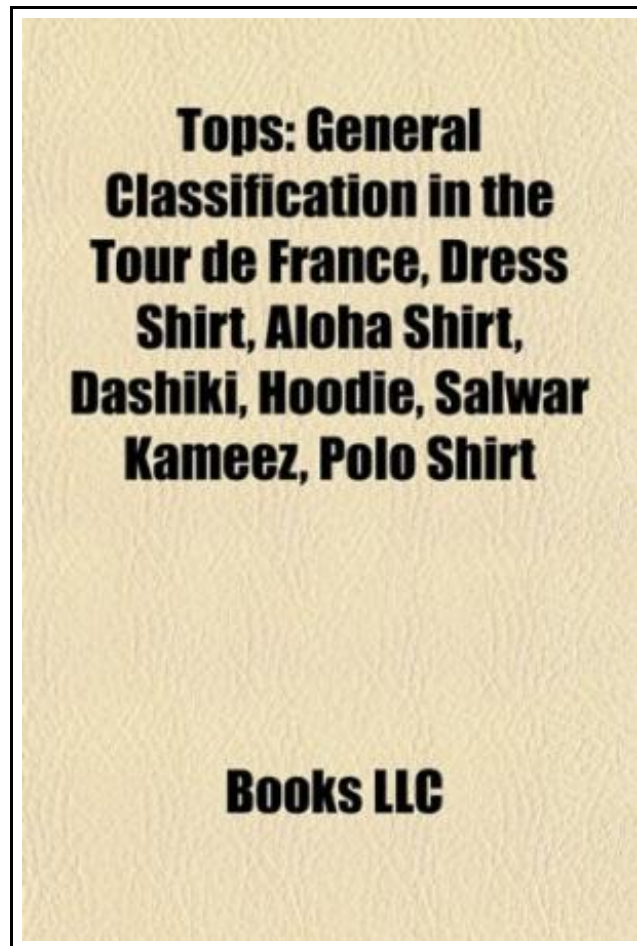 Tops: General
Classification in the
Tour de France, Dress
Shirt, Aloha Shirt,
Dashiki, Hoodie, Salwar
Kameez, Polo Shirt
Books LLC